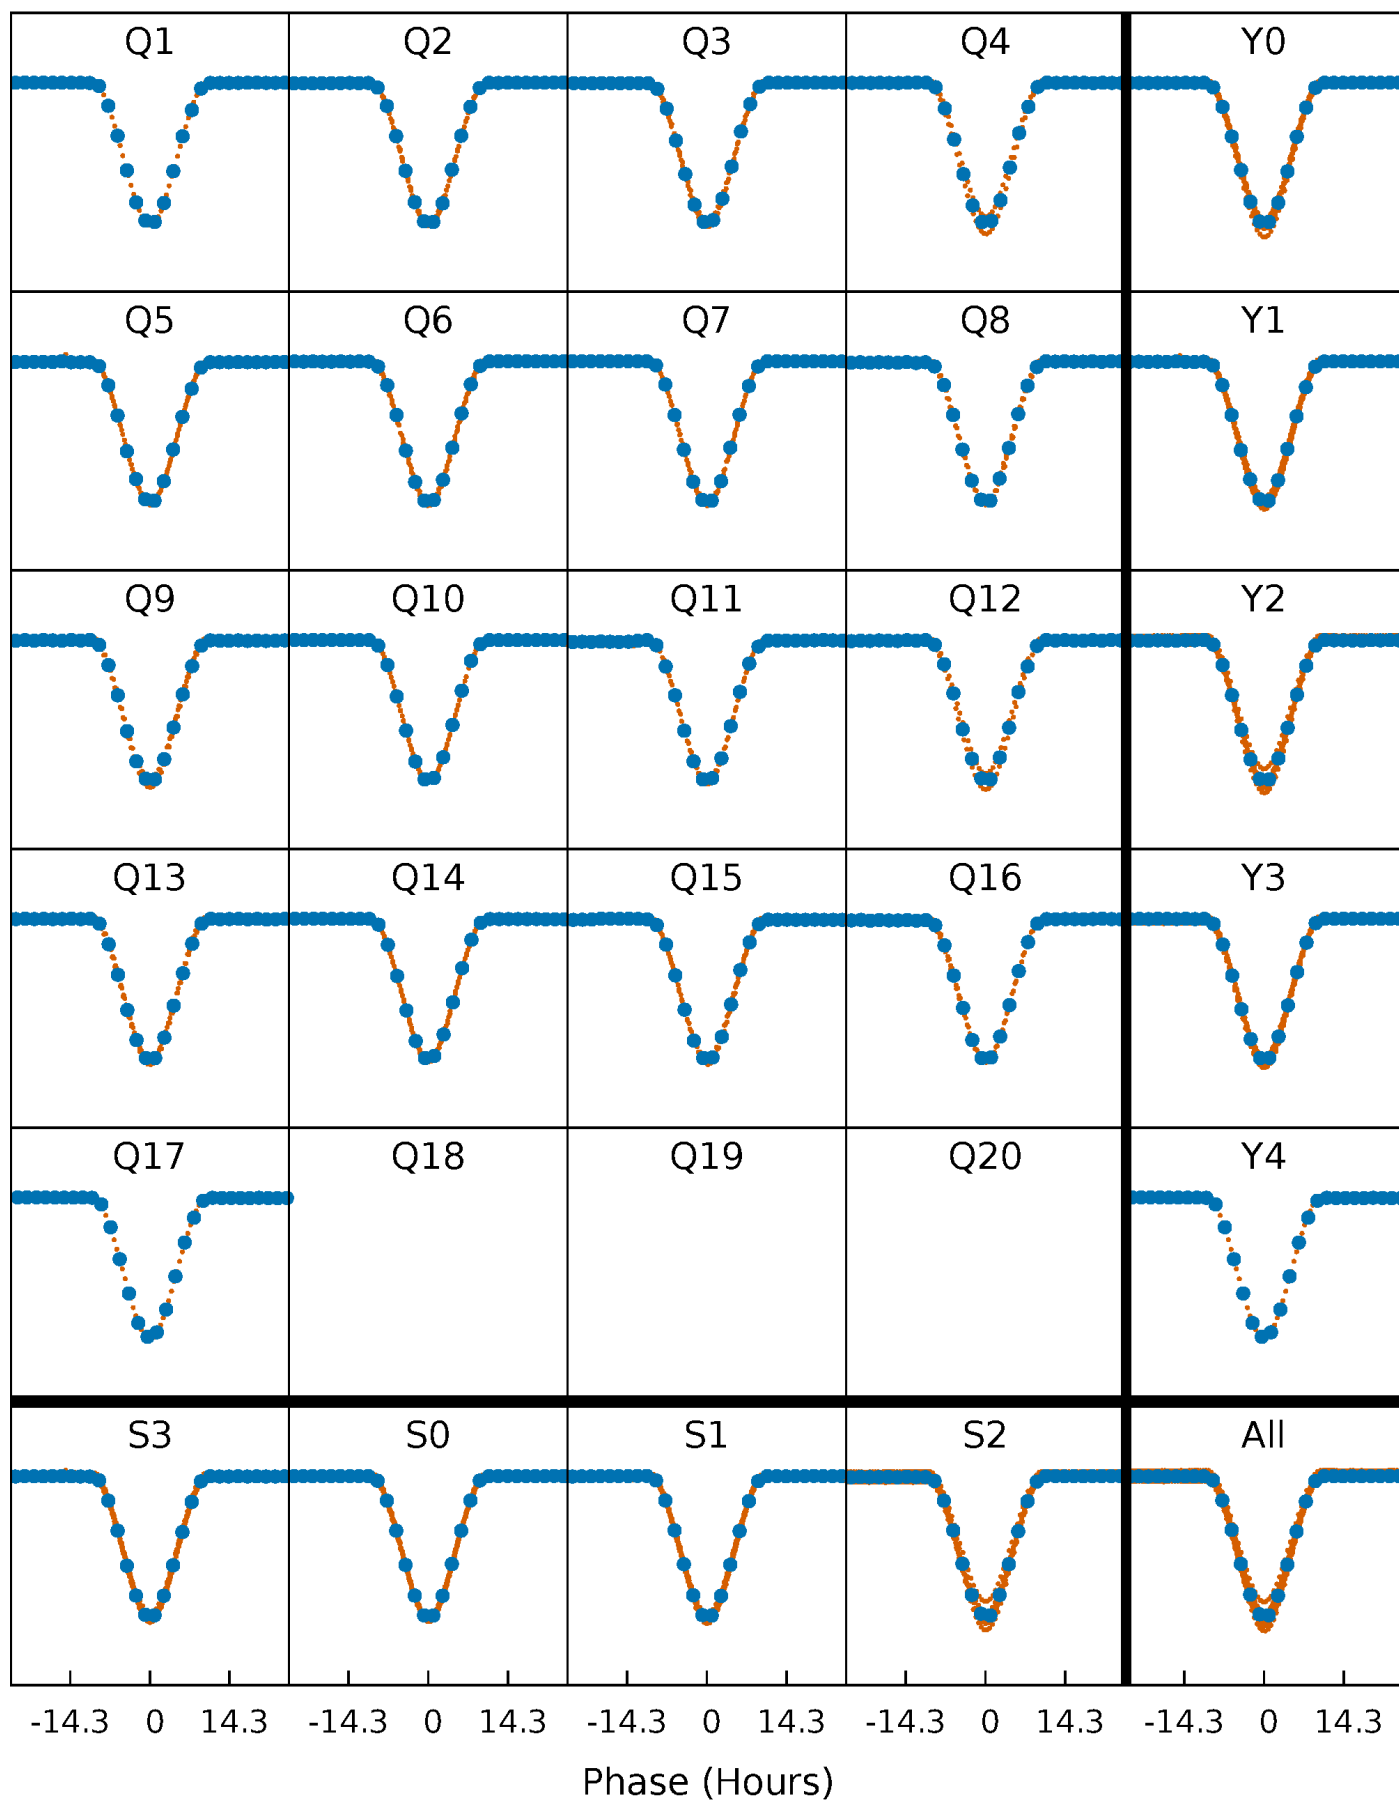 Q1 Q2 Q3 Q4 Y0
Q5 Q6 Q7 Q8 Y1
Q9 Q10 Q11 Q12 Y2
Q13 Q14 Q15 Q16 Y3
Q17 Q18 Q19 Q20 Y4
S3 S0 S1 S2 All
-14.3 0 14.3 -14.3 0 14.3 -14.3 0 14.3 -14.3 0 14.3 -14.3 0 14.3
Phase (Hours)